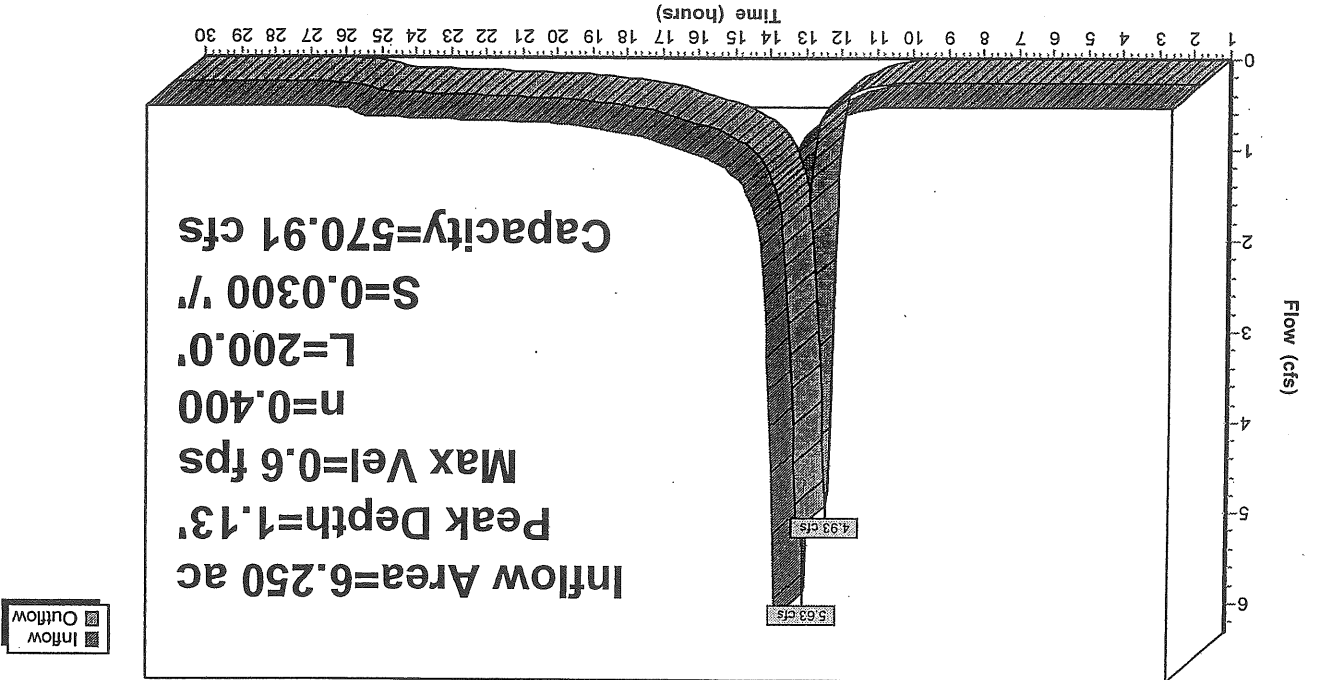 Inflow
Outflow
Inflow Area=6.250 ac
Peak Depth=1.13'
Max Vel=0.6 fps
n=0.400
L=200.0'
S=0.0300 '/'
Capacity=570.91 cfs
5.63 cfs
4.93 cfs
Flow (cfs)
6
5
4
3
2
1
0
1 2 3 4 5 6 7 8 9 10 11 12 13 14 15 16 17 18 19 20 21 22 23 24 25 26 27 28 29 30
Time (hours)